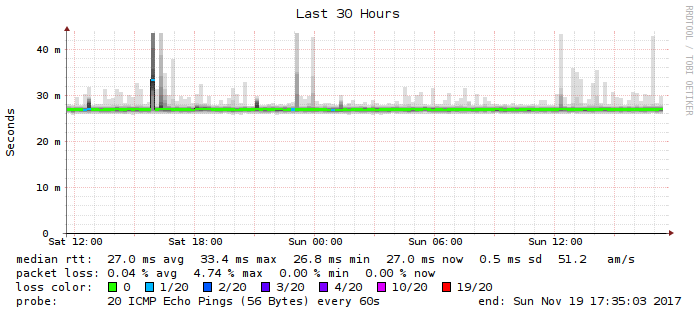 Last 30 Hours
RRDTOOL / TOBI OETIKER
Seconds
40 m
30 m
20 m
10 m
0
Sat 12:00 Sat 18:00 Sun 00:00 Sun 06:00 Sun 12:00
median rtt: 27.0 ms avg 33.4 ms max 26.8 ms min 27.0 ms now 0.5 ms sd 51.2 am/s
packet loss: 0.04 % avg 4.74 % max 0.00 % min 0.00 % now
loss color: 0 1/20 2/20 3/20 4/20 10/20 19/20
probe: 20 ICMP Echo Pings (56 Bytes) every 60s end: Sun Nov 19 17:35:03 2017